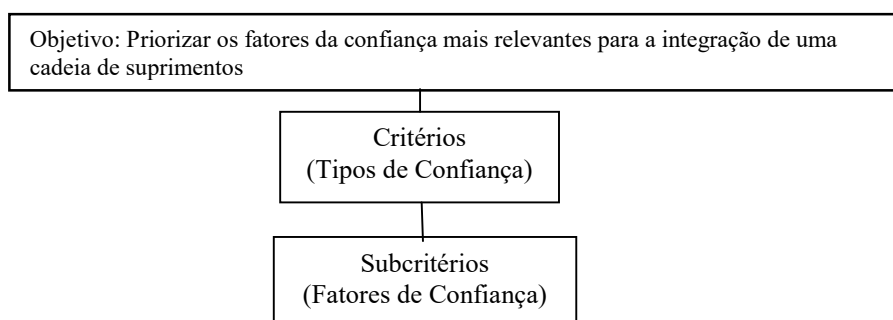 Objetivo: Priorizar os fatores da confiança mais relevantes para a integração de uma
cadeia de suprimentos
Critérios
(Tipos de Confiança)
Subcritérios
(Fatores de Confiança)